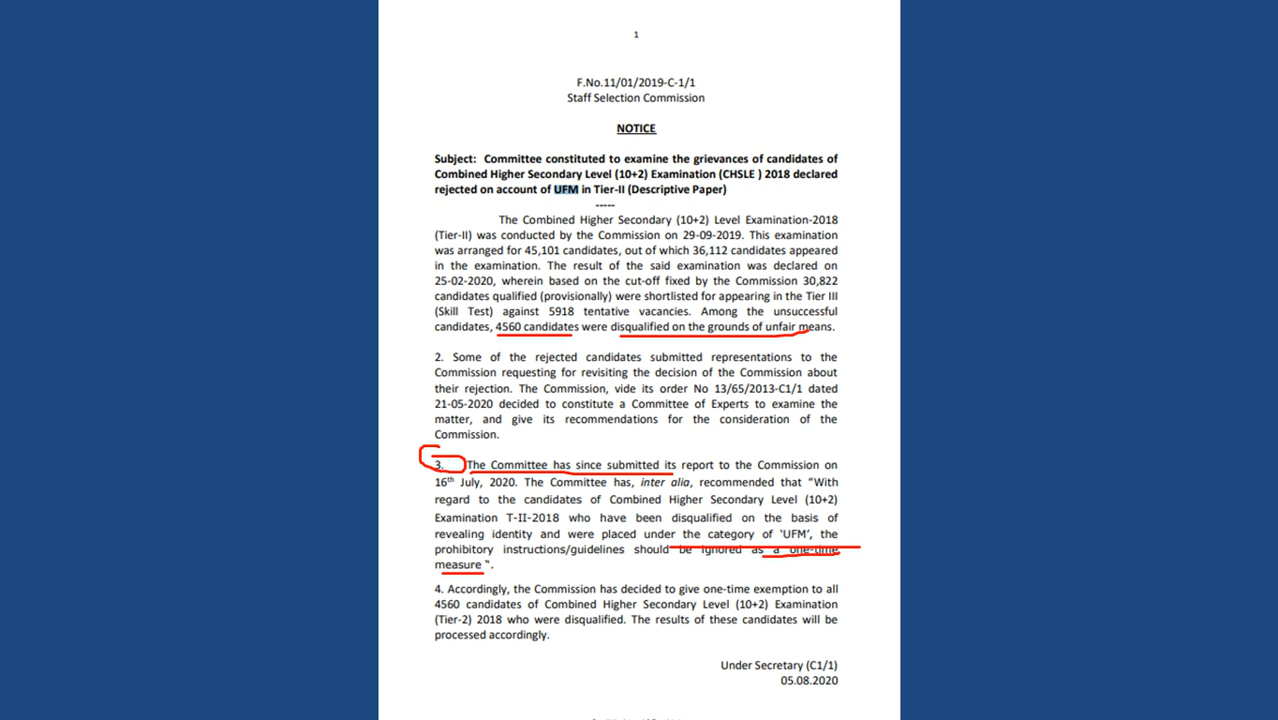 1
F.No.11/01/2019-C-1/1
Staff Selection Commission
NOTICE
Subject: Committee constituted to examine the grievances of candidates of
Combined Higher Secondary Level (10+2) Examination (CHSLE ) 2018 declared
rejected on account of UFM in Tier-II (Descriptive Paper)
-----
The Combined Higher Secondary (10+2) Level Examination-2018
(Tier-II) was conducted by the Commission on 29-09-2019. This examination
was arranged for 45,101 candidates, out of which 36,112 candidates appeared
in the examination. The result of the said examination was declared on
25-02-2020, wherein based on the cut-off fixed by the Commission 30,822
candidates qualified (provisionally) were shortlisted for appearing in the Tier III
(Skill Test) against 5918 tentative vacancies. Among the unsuccessful
candidates, 4560 candidates were disqualified on the grounds of unfair means.
2. Some of the rejected candidates submitted representations to the
Commission requesting for revisiting the decision of the Commission about
their rejection. The Commission, vide its order No 13/65/2013-C1/1 dated
21-05-2020 decided to constitute a Committee of Experts to examine the
matter, and give its recommendations for the consideration of the
Commission.
3. The Committee has since submitted its report to the Commission on
16th July, 2020. The Committee has, inter alia, recommended that “With
regard to the candidates of Combined Higher Secondary Level (10+2)
Examination T-II-2018 who have been disqualified on the basis of
revealing identity and were placed under the category of ‘UFM’, the
prohibitory instructions/guidelines should be ignored as a one-time
measure “.
4. Accordingly, the Commission has decided to give one-time exemption to all
4560 candidates of Combined Higher Secondary Level (10+2) Examination
(Tier-2) 2018 who were disqualified. The results of these candidates will be
processed accordingly.
Under Secretary (C1/1)
05.08.2020